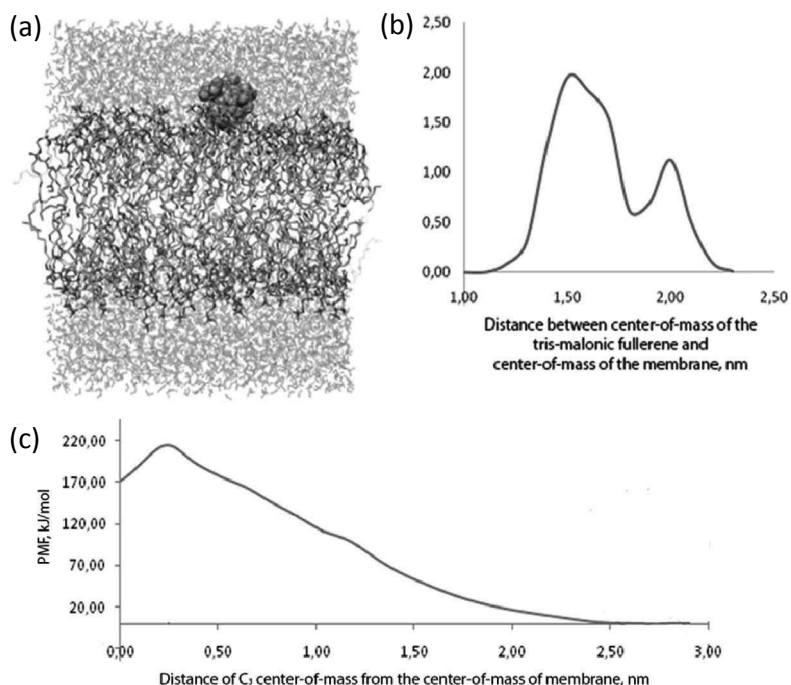 (a)
(b)
2,50
2,00
1,50
1,00
0,50
0,00
1,00 1,50 2,00 2,50
Distance between center-of-mass of the
tris-malonic fullerene and
center-of-mass of the membrane, nm
(c)
PMF, kJ/mol
220,00
170,00
120,00
70,00
20,00
0,00 0,50 1,00 1,50 2,00 2,50 3,00
Distance of C₃ center-of-mass from the center-of-mass of membrane, nm